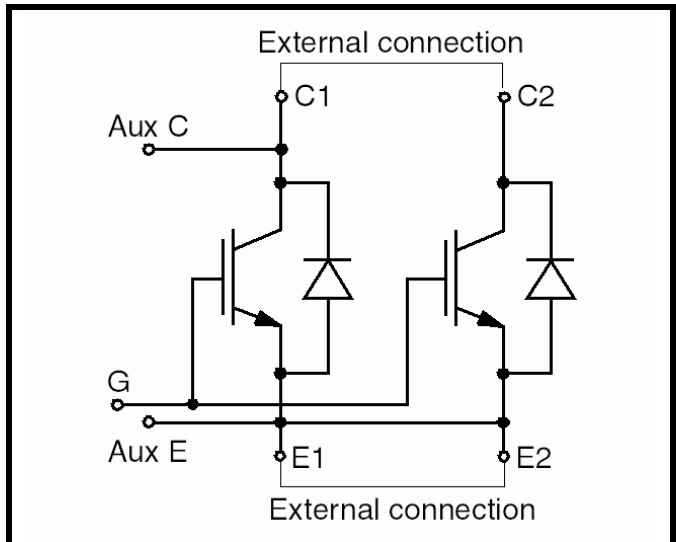 External connection
C1
C2
Aux C
G
Aux E
E1
E2
External connection